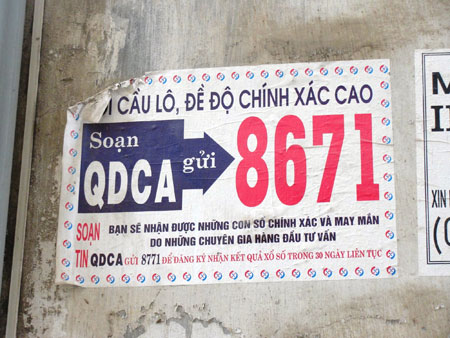 CẦU LÔ, ĐỀ ĐỘ CHÍNH XÁC CAO
Soạn
QDCA gửi 8671
BẠN SẼ NHẬN ĐƯỢC NHỮNG CON SỐ CHÍNH XÁC VÀ MAY MẮN
DO NHỮNG CHUYÊN GIA HÀNG ĐẦU TƯ VẤN
SOẠN
TIN QDCA GỬI 8771 ĐỂ ĐĂNG KÝ NHẬN KẾT QUẢ XỔ SỐ TRONG 30 NGÀY LIÊN TỤC
XIN